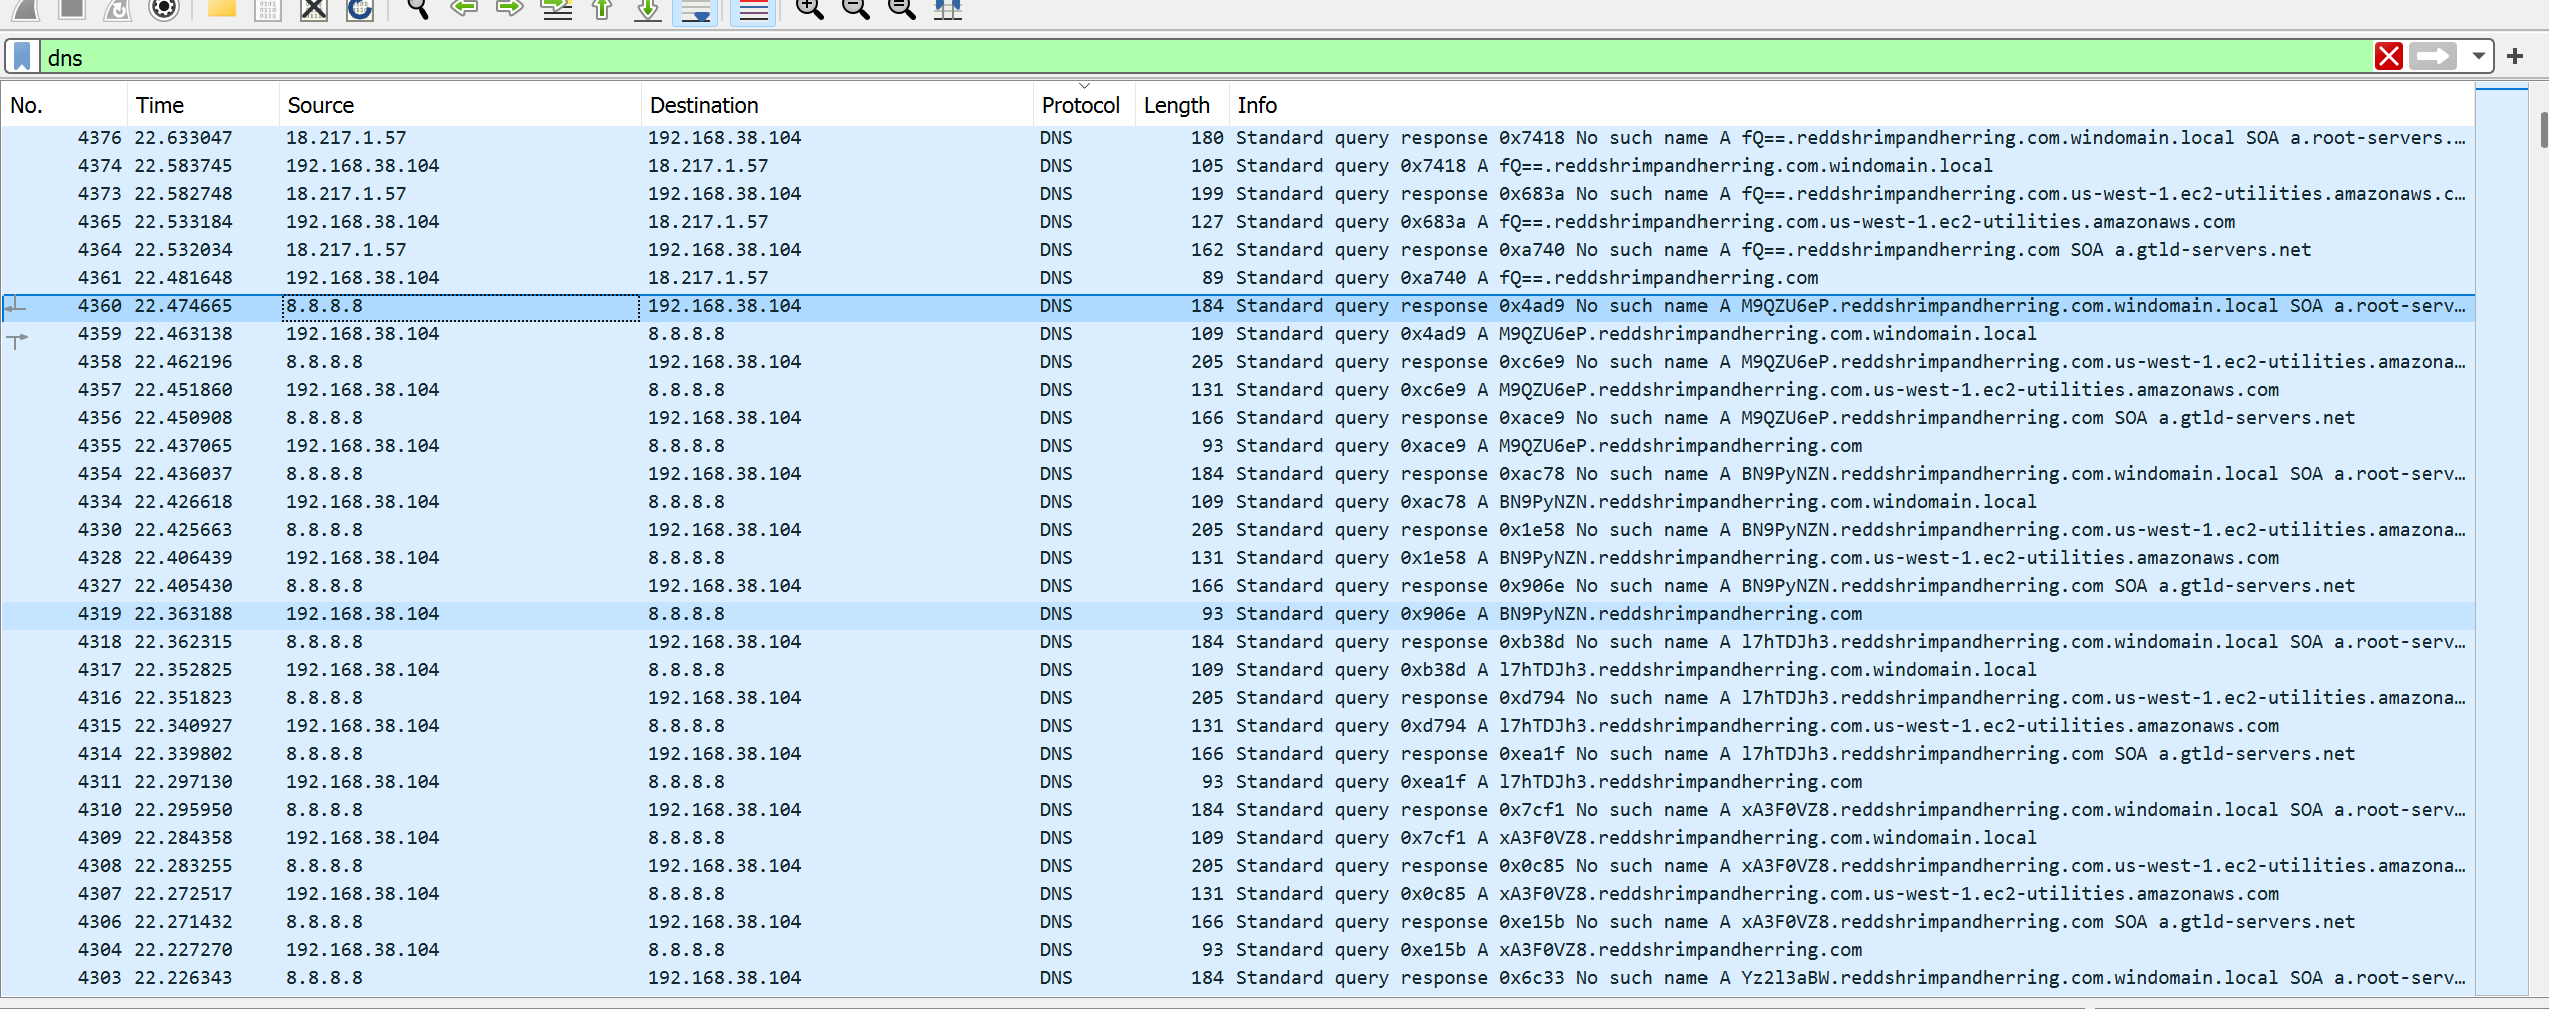 dns
No. Time Source Destination Protocol Length Info
4376 22.633047 18.217.1.57 192.168.38.104 DNS 180 Standard query response 0x7418 No such name A fQ==.reddshrimpandherring.com.windomain.local SOA a.root-servers.…
4374 22.583745 192.168.38.104 18.217.1.57 DNS 105 Standard query 0x7418 A fQ==.reddshrimpandherring.com.windomain.local
4373 22.582748 18.217.1.57 192.168.38.104 DNS 199 Standard query response 0x683a No such name A fQ==.reddshrimpandherring.com.us-west-1.ec2-utilities.amazonaws.c…
4365 22.533184 192.168.38.104 18.217.1.57 DNS 127 Standard query 0x683a A fQ==.reddshrimpandherring.com.us-west-1.ec2-utilities.amazonaws.com
4364 22.532034 18.217.1.57 192.168.38.104 DNS 162 Standard query response 0xa740 No such name A fQ==.reddshrimpandherring.com SOA a.gtld-servers.net
4361 22.481648 192.168.38.104 18.217.1.57 DNS 89 Standard query 0xa740 A fQ==.reddshrimpandherring.com
4360 22.474665 8.8.8.8 192.168.38.104 DNS 184 Standard query response 0x4ad9 No such name A M9QZU6eP.reddshrimpandherring.com.windomain.local SOA a.root-serv…
4359 22.463138 192.168.38.104 8.8.8.8 DNS 109 Standard query 0x4ad9 A M9QZU6eP.reddshrimpandherring.com.windomain.local
4358 22.462196 8.8.8.8 192.168.38.104 DNS 205 Standard query response 0xc6e9 No such name A M9QZU6eP.reddshrimpandherring.com.us-west-1.ec2-utilities.amazona…
4357 22.451860 192.168.38.104 8.8.8.8 DNS 131 Standard query 0xc6e9 A M9QZU6eP.reddshrimpandherring.com.us-west-1.ec2-utilities.amazonaws.com
4356 22.450908 8.8.8.8 192.168.38.104 DNS 166 Standard query response 0xace9 No such name A M9QZU6eP.reddshrimpandherring.com SOA a.gtld-servers.net
4355 22.437065 192.168.38.104 8.8.8.8 DNS 93 Standard query 0xace9 A M9QZU6eP.reddshrimpandherring.com
4354 22.436037 8.8.8.8 192.168.38.104 DNS 184 Standard query response 0xac78 No such name A BN9PyNZN.reddshrimpandherring.com.windomain.local SOA a.root-serv…
4334 22.426618 192.168.38.104 8.8.8.8 DNS 109 Standard query 0xac78 A BN9PyNZN.reddshrimpandherring.com.windomain.local
4330 22.425663 8.8.8.8 192.168.38.104 DNS 205 Standard query response 0x1e58 No such name A BN9PyNZN.reddshrimpandherring.com.us-west-1.ec2-utilities.amazona…
4328 22.406439 192.168.38.104 8.8.8.8 DNS 131 Standard query 0x1e58 A BN9PyNZN.reddshrimpandherring.com.us-west-1.ec2-utilities.amazonaws.com
4327 22.405430 8.8.8.8 192.168.38.104 DNS 166 Standard query response 0x906e No such name A BN9PyNZN.reddshrimpandherring.com SOA a.gtld-servers.net
4319 22.363188 192.168.38.104 8.8.8.8 DNS 93 Standard query 0x906e A BN9PyNZN.reddshrimpandherring.com
4318 22.362315 8.8.8.8 192.168.38.104 DNS 184 Standard query response 0xb38d No such name A l7hTDJh3.reddshrimpandherring.com.windomain.local SOA a.root-serv…
4317 22.352825 192.168.38.104 8.8.8.8 DNS 109 Standard query 0xb38d A l7hTDJh3.reddshrimpandherring.com.windomain.local
4316 22.351823 8.8.8.8 192.168.38.104 DNS 205 Standard query response 0xd794 No such name A l7hTDJh3.reddshrimpandherring.com.us-west-1.ec2-utilities.amazona…
4315 22.340927 192.168.38.104 8.8.8.8 DNS 131 Standard query 0xd794 A l7hTDJh3.reddshrimpandherring.com.us-west-1.ec2-utilities.amazonaws.com
4314 22.339802 8.8.8.8 192.168.38.104 DNS 166 Standard query response 0xea1f No such name A l7hTDJh3.reddshrimpandherring.com SOA a.gtld-servers.net
4311 22.297130 192.168.38.104 8.8.8.8 DNS 93 Standard query 0xea1f A l7hTDJh3.reddshrimpandherring.com
4310 22.295950 8.8.8.8 192.168.38.104 DNS 184 Standard query response 0x7cf1 No such name A xA3F0VZ8.reddshrimpandherring.com.windomain.local SOA a.root-serv…
4309 22.284358 192.168.38.104 8.8.8.8 DNS 109 Standard query 0x7cf1 A xA3F0VZ8.reddshrimpandherring.com.windomain.local
4308 22.283255 8.8.8.8 192.168.38.104 DNS 205 Standard query response 0x0c85 No such name A xA3F0VZ8.reddshrimpandherring.com.us-west-1.ec2-utilities.amazona…
4307 22.272517 192.168.38.104 8.8.8.8 DNS 131 Standard query 0x0c85 A xA3F0VZ8.reddshrimpandherring.com.us-west-1.ec2-utilities.amazonaws.com
4306 22.271432 8.8.8.8 192.168.38.104 DNS 166 Standard query response 0xe15b No such name A xA3F0VZ8.reddshrimpandherring.com SOA a.gtld-servers.net
4304 22.227270 192.168.38.104 8.8.8.8 DNS 93 Standard query 0xe15b A xA3F0VZ8.reddshrimpandherring.com
4303 22.226343 8.8.8.8 192.168.38.104 DNS 184 Standard query response 0x6c33 No such name A Yz2l3aBW.reddshrimpandherring.com.windomain.local SOA a.root-serv…